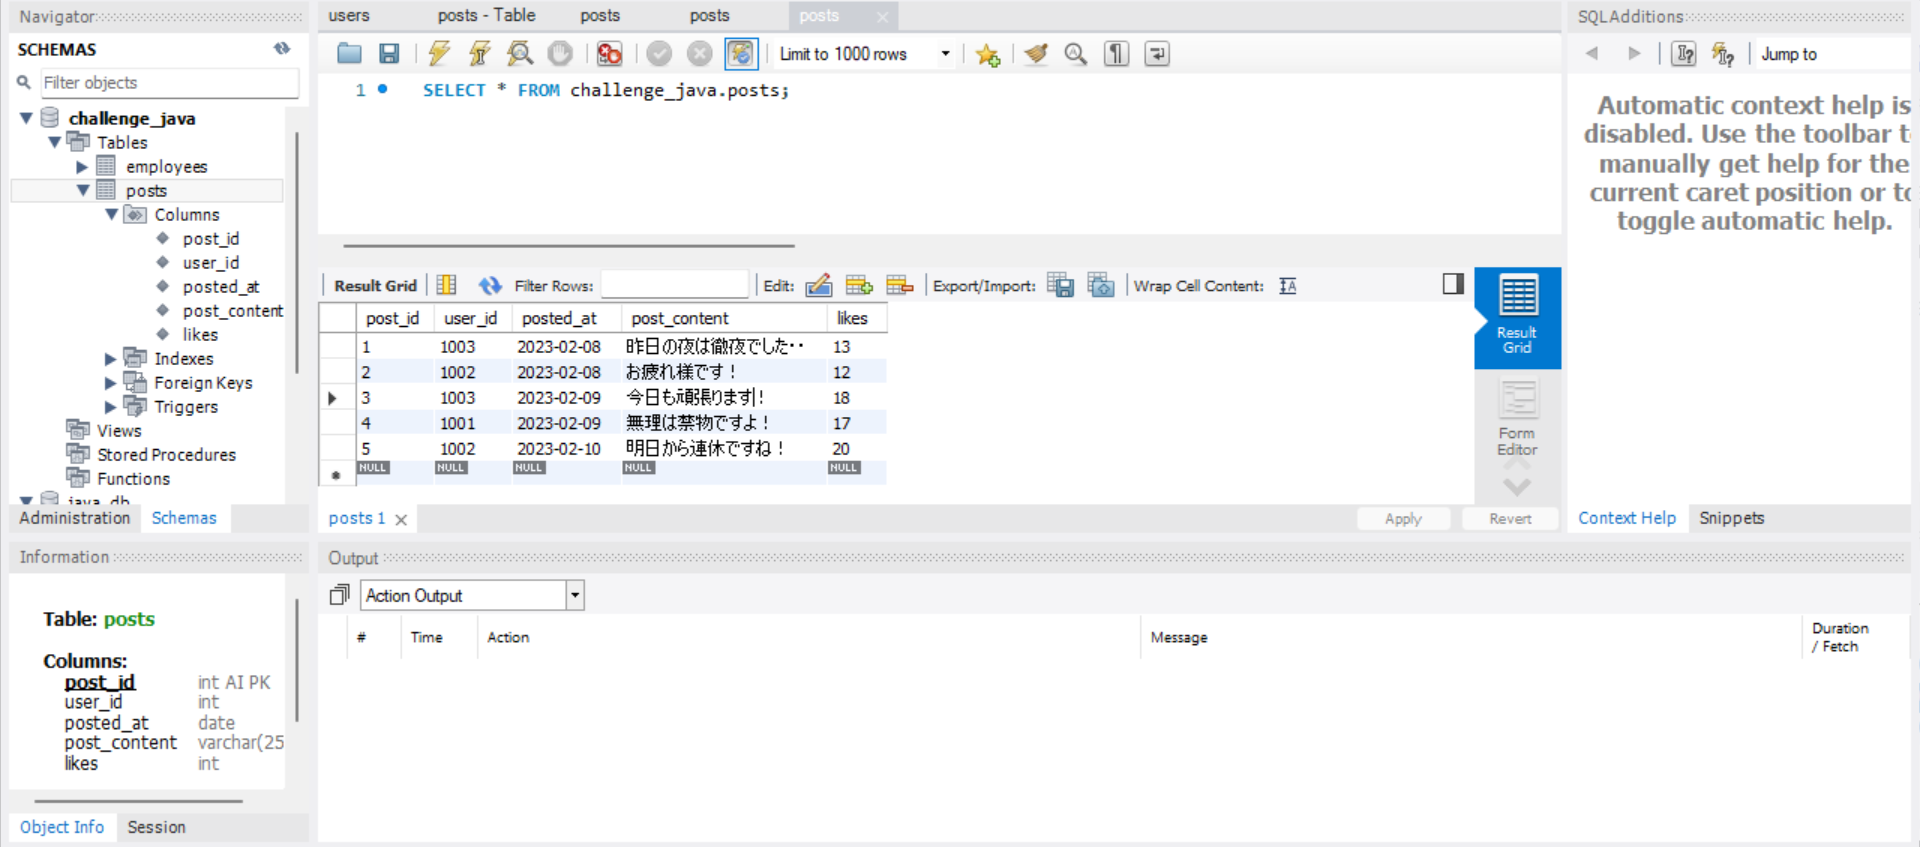 Navigator
SCHEMAS
Filter objects
challenge_java
Tables
employees
posts
Columns
post_id
user_id
posted_at
post_content
likes
Indexes
Foreign Keys
Triggers
Views
Stored Procedures
Functions
java_db
Administration Schemas
Information
Table: posts
Columns:
post_id int AI PK
user_id int
posted_at date
post_content varchar(25
likes int
Object Info Session
users posts - Table posts posts posts
Limit to 1000 rows
1 SELECT * FROM challenge_java.posts;
Result Grid Filter Rows: Edit: Export/Import: Wrap Cell Content:
post_id user_id posted_at post_content likes
1 1003 2023-02-08 昨日の夜は徹夜でした・・ 13
2 1002 2023-02-08 お疲れ様です！ 12
3 1003 2023-02-09 今日も頑張ります！ 18
4 1001 2023-02-09 無理は禁物ですよ！ 17
5 1002 2023-02-10 明日から連休ですね！ 20
NULL NULL NULL NULL NULL
Result
Grid
Form
Editor
posts 1 Apply Revert
Output
Action Output
# Time Action Message Duration
/ Fetch
SQLAdditions
Jump to
Automatic context help is
disabled. Use the toolbar t
manually get help for the
current caret position or to
toggle automatic help.
Context Help Snippets